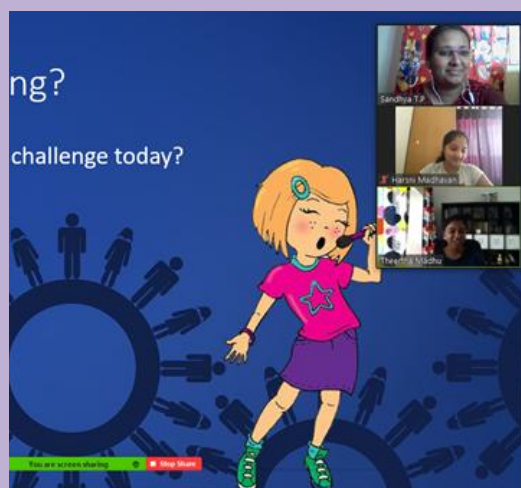 ng?
challenge today?
Sandhya T.P
Harsni Madhavan
Theertha Madhu
You are screen sharing
Stop Share